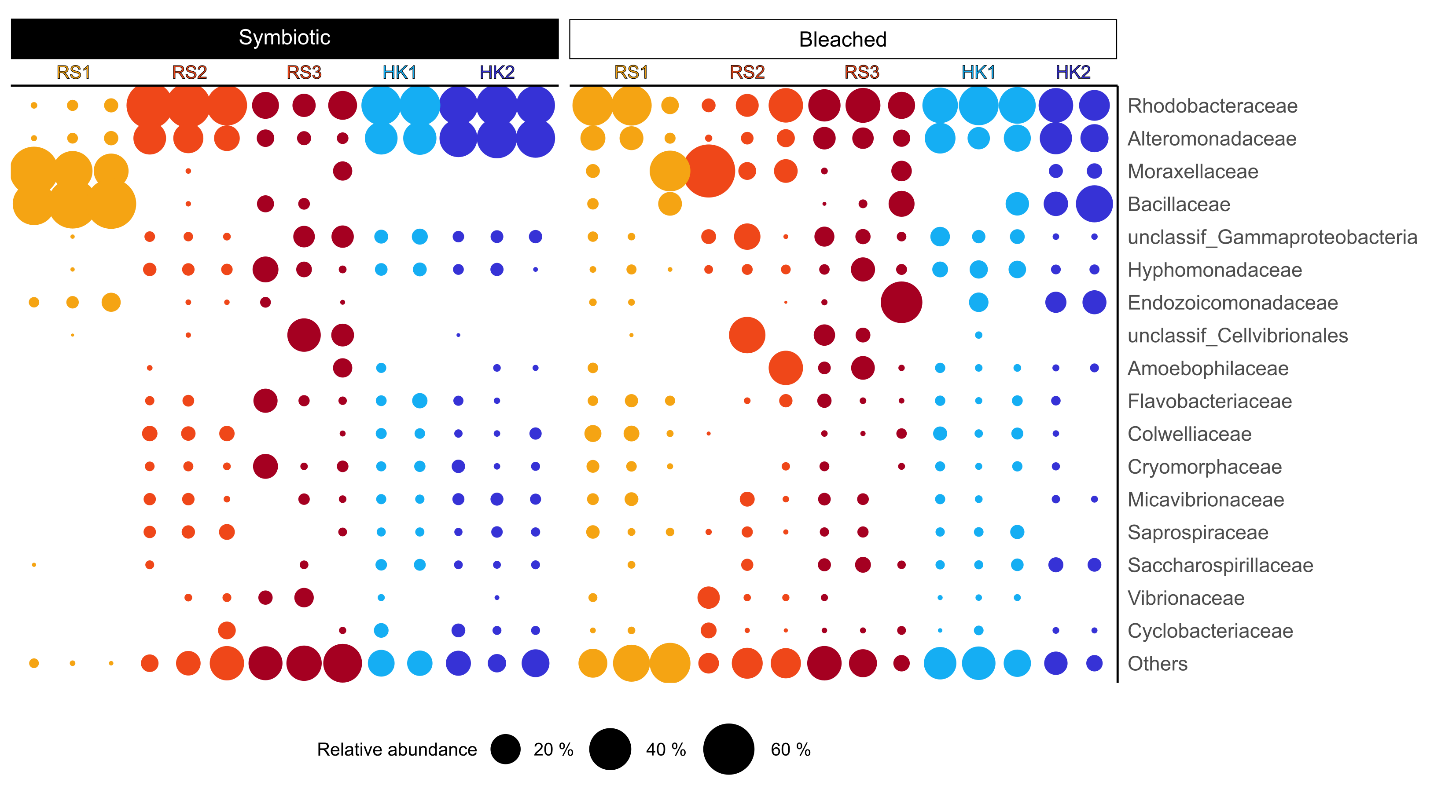 Symbiotic Bleached
RS1 RS2 RS3 HK1 HK2 RS1 RS2 RS3 HK1 HK2
Rhodobacteraceae
Alteromonadaceae
Moraxellaceae
Bacillaceae
unclassif_Gammaproteobacteria
Hyphomonadaceae
Endozoicomonadaceae
unclassif_Cellvibrionales
Amoebophilaceae
Flavobacteriaceae
Colwelliaceae
Cryomorphaceae
Micavibrionaceae
Saprospiraceae
Saccharospirillaceae
Vibrionaceae
Cyclobacteriaceae
Others
Relative abundance 20 % 40 % 60 %